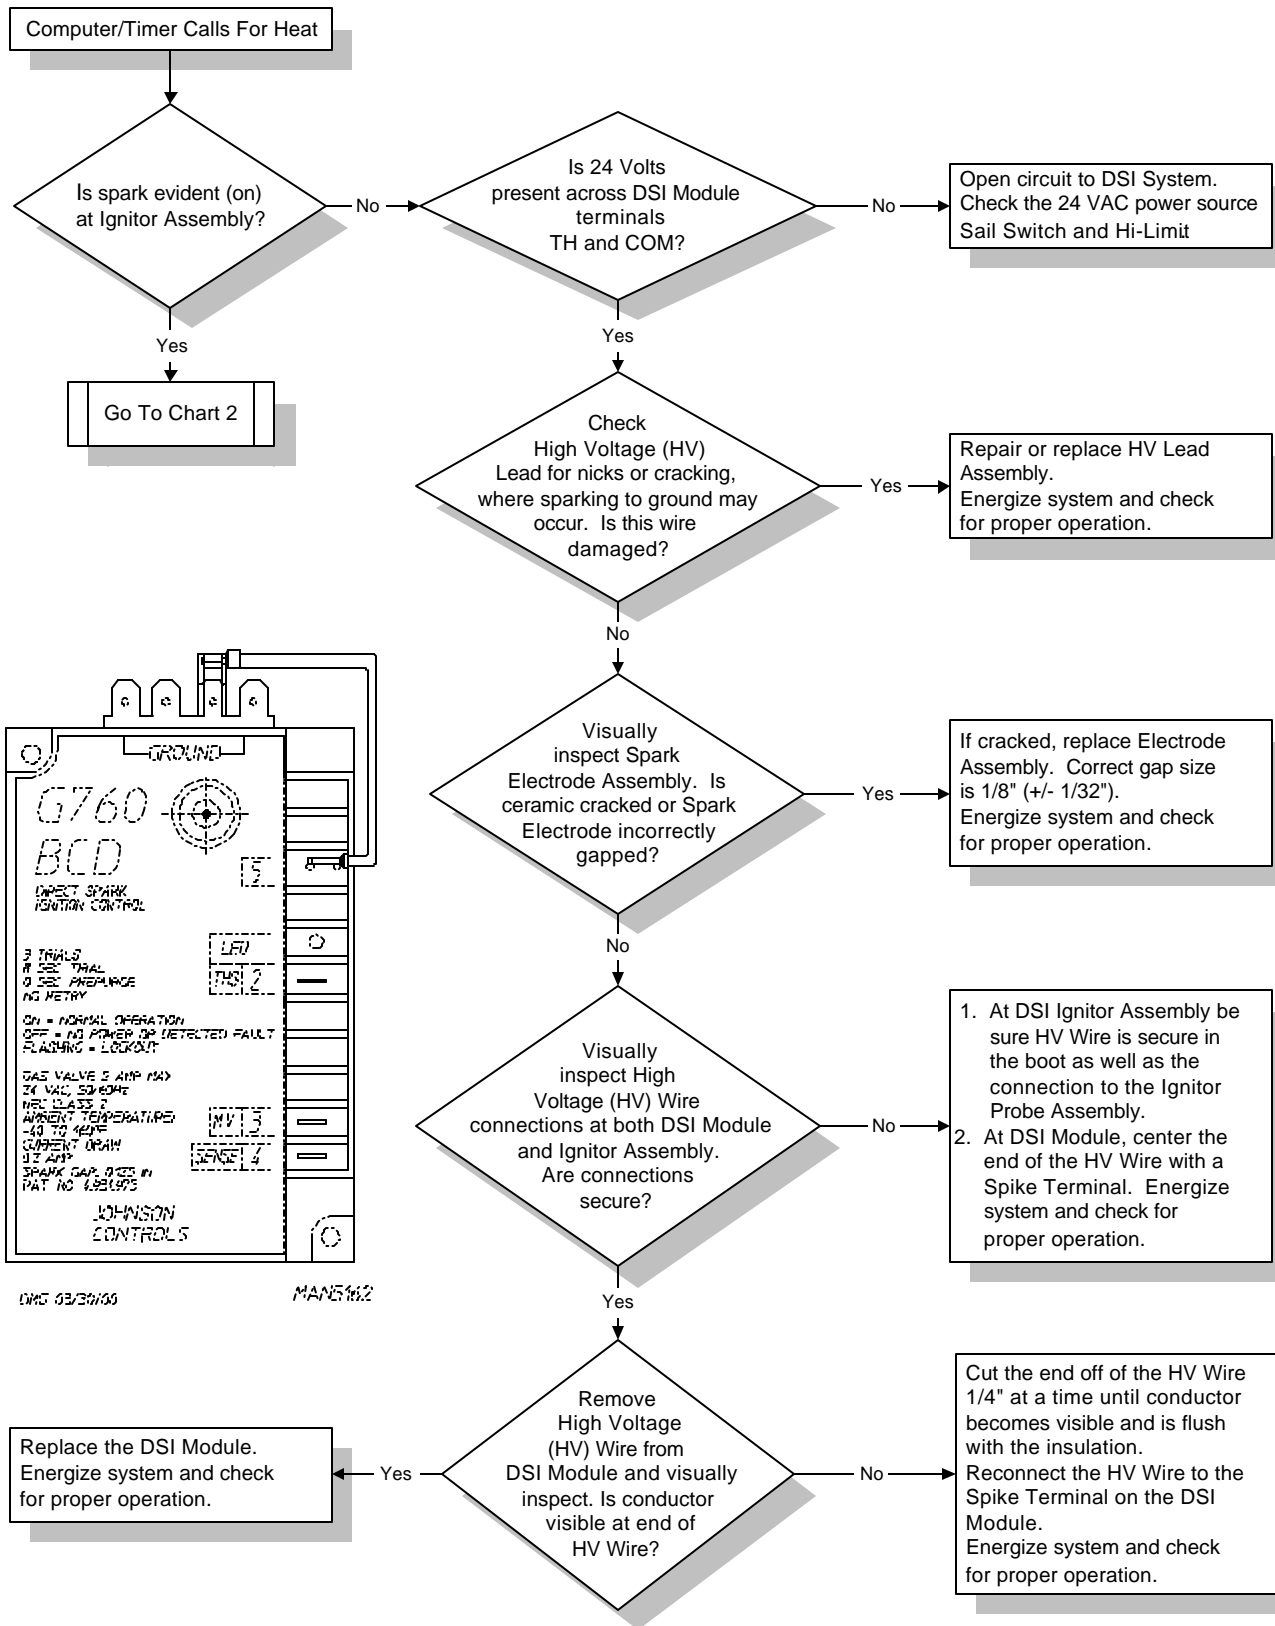 Computer/Timer Calls For Heat
Is spark evident (on)
at Ignitor Assembly?
No
Is 24 Volts
present across DSI Module
terminals
TH and COM?
No
Open circuit to DSI System.
Check the 24 VAC power source
Sail Switch and Hi-Limit
Yes
Go To Chart 2
Yes
Check
High Voltage (HV)
Lead for nicks or cracking,
where sparking to ground may
occur. Is this wire
damaged?
Yes
Repair or replace HV Lead
Assembly.
Energize system and check
for proper operation.
No
Visually
inspect Spark
Electrode Assembly. Is
ceramic cracked or Spark
Electrode incorrectly
gapped?
Yes
If cracked, replace Electrode
Assembly. Correct gap size
is 1/8" (+/- 1/32").
Energize system and check
for proper operation.
No
GROUND
G760
BCD
DIRECT SPARK
IGNITION CONTROL
5
LED
THS 2
3 TRIALS
SEC TRIAL
0 SEC PREPURGE
NO RETRY
ON = NORMAL OPERATION
OFF = NO POWER OR DETECTED FAULT
FLASHING = LOCKOUT
GAS VALVE 2 AMP MAX
24 VAC, 50/60Hz
NEC CLASS 2
AMBIENT TEMPERATURE:
CURRENT DRAW
0.2 AMP
SPARK GAP, 0.125 IN
PAT NO
MV 3
SENSE 4
JOHNSON
CONTROLS
MAN5162
Visually
inspect High
Voltage (HV) Wire
connections at both DSI Module
and Ignitor Assembly.
Are connections
secure?
No
1. At DSI Ignitor Assembly be
sure HV Wire is secure in
the boot as well as the
connection to the Ignitor
Probe Assembly.
2. At DSI Module, center the
end of the HV Wire with a
Spike Terminal. Energize
system and check for
proper operation.
Yes
Remove
High Voltage
(HV) Wire from
DSI Module and visually
inspect. Is conductor
visible at end of
HV Wire?
Yes
Replace the DSI Module.
Energize system and check
for proper operation.
No
Cut the end off of the HV Wire
1/4" at a time until conductor
becomes visible and is flush
with the insulation.
Reconnect the HV Wire to the
Spike Terminal on the DSI
Module.
Energize system and check
for proper operation.